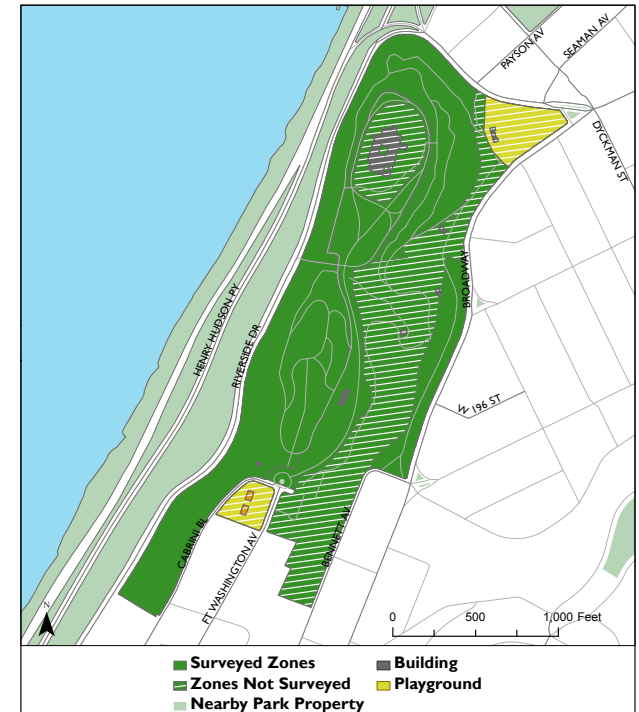 PAYSON AV
SEAMAN AV
DYCKMAN ST
BROADWAY
HENRY HUDSON PY
RIVERSIDE DR
W 196 ST
CABRINI BL
FT WASHINGTON AV
BENNETT AV
N
0 500 1,000 Feet
Surveyed Zones
Zones Not Surveyed
Nearby Park Property
Building
Playground